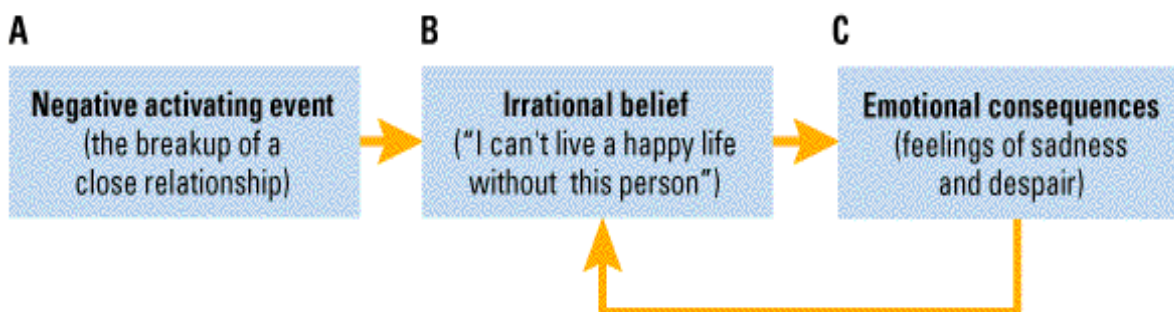 A
B
C
Negative activating event
(the breakup of a
close relationship)
Irrational belief
("I can't live a happy life
without this person")
Emotional consequences
(feelings of sadness
and despair)